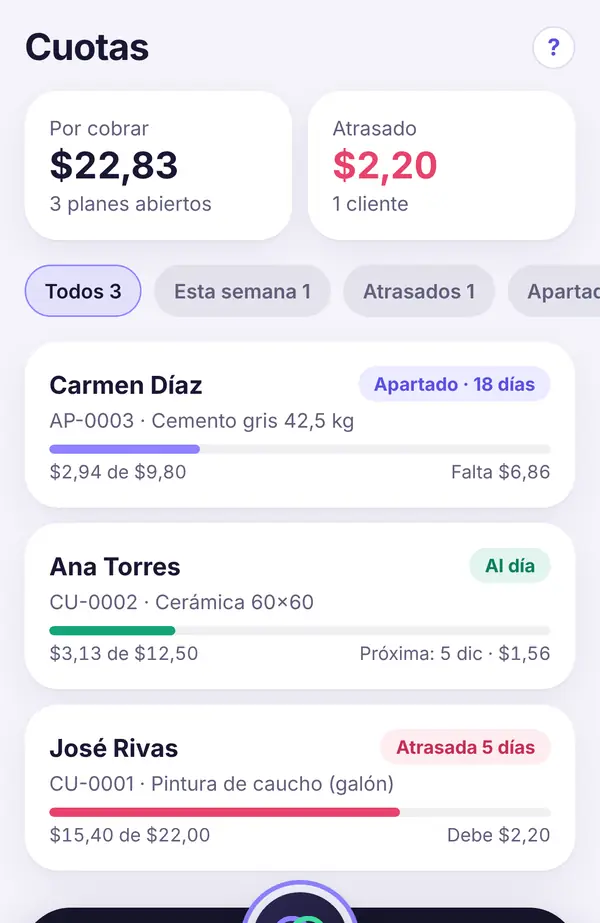 Cuotas
?
Por cobrar
$22,83
3 planes abiertos
Atrasado
$2,20
1 cliente
Todos 3
Esta semana 1
Atrasados 1
Apartad
Carmen Díaz
Apartado · 18 días
AP-0003 · Cemento gris 42,5 kg
$2,94 de $9,80
Falta $6,86
Ana Torres
Al día
CU-0002 · Cerámica 60×60
$3,13 de $12,50
Próxima: 5 dic · $1,56
José Rivas
Atrasada 5 días
CU-0001 · Pintura de caucho (galón)
$15,40 de $22,00
Debe $2,20